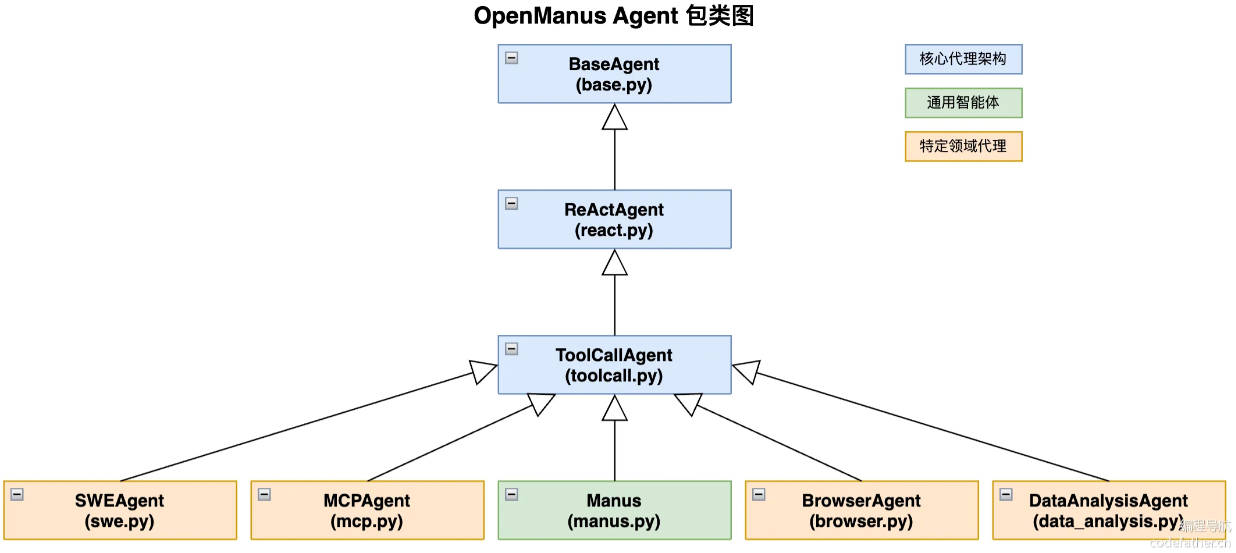 OpenManus Agent 包类图
BaseAgent
(base.py)
核心代理架构
通用智能体
特定领域代理
ReActAgent
(react.py)
ToolCallAgent
(toolcall.py)
SWEAgent
(swe.py)
MCPAgent
(mcp.py)
Manus
(manus.py)
BrowserAgent
(browser.py)
DataAnalysisAgent
(data_analysis.py)
编程导航
codefather.cn